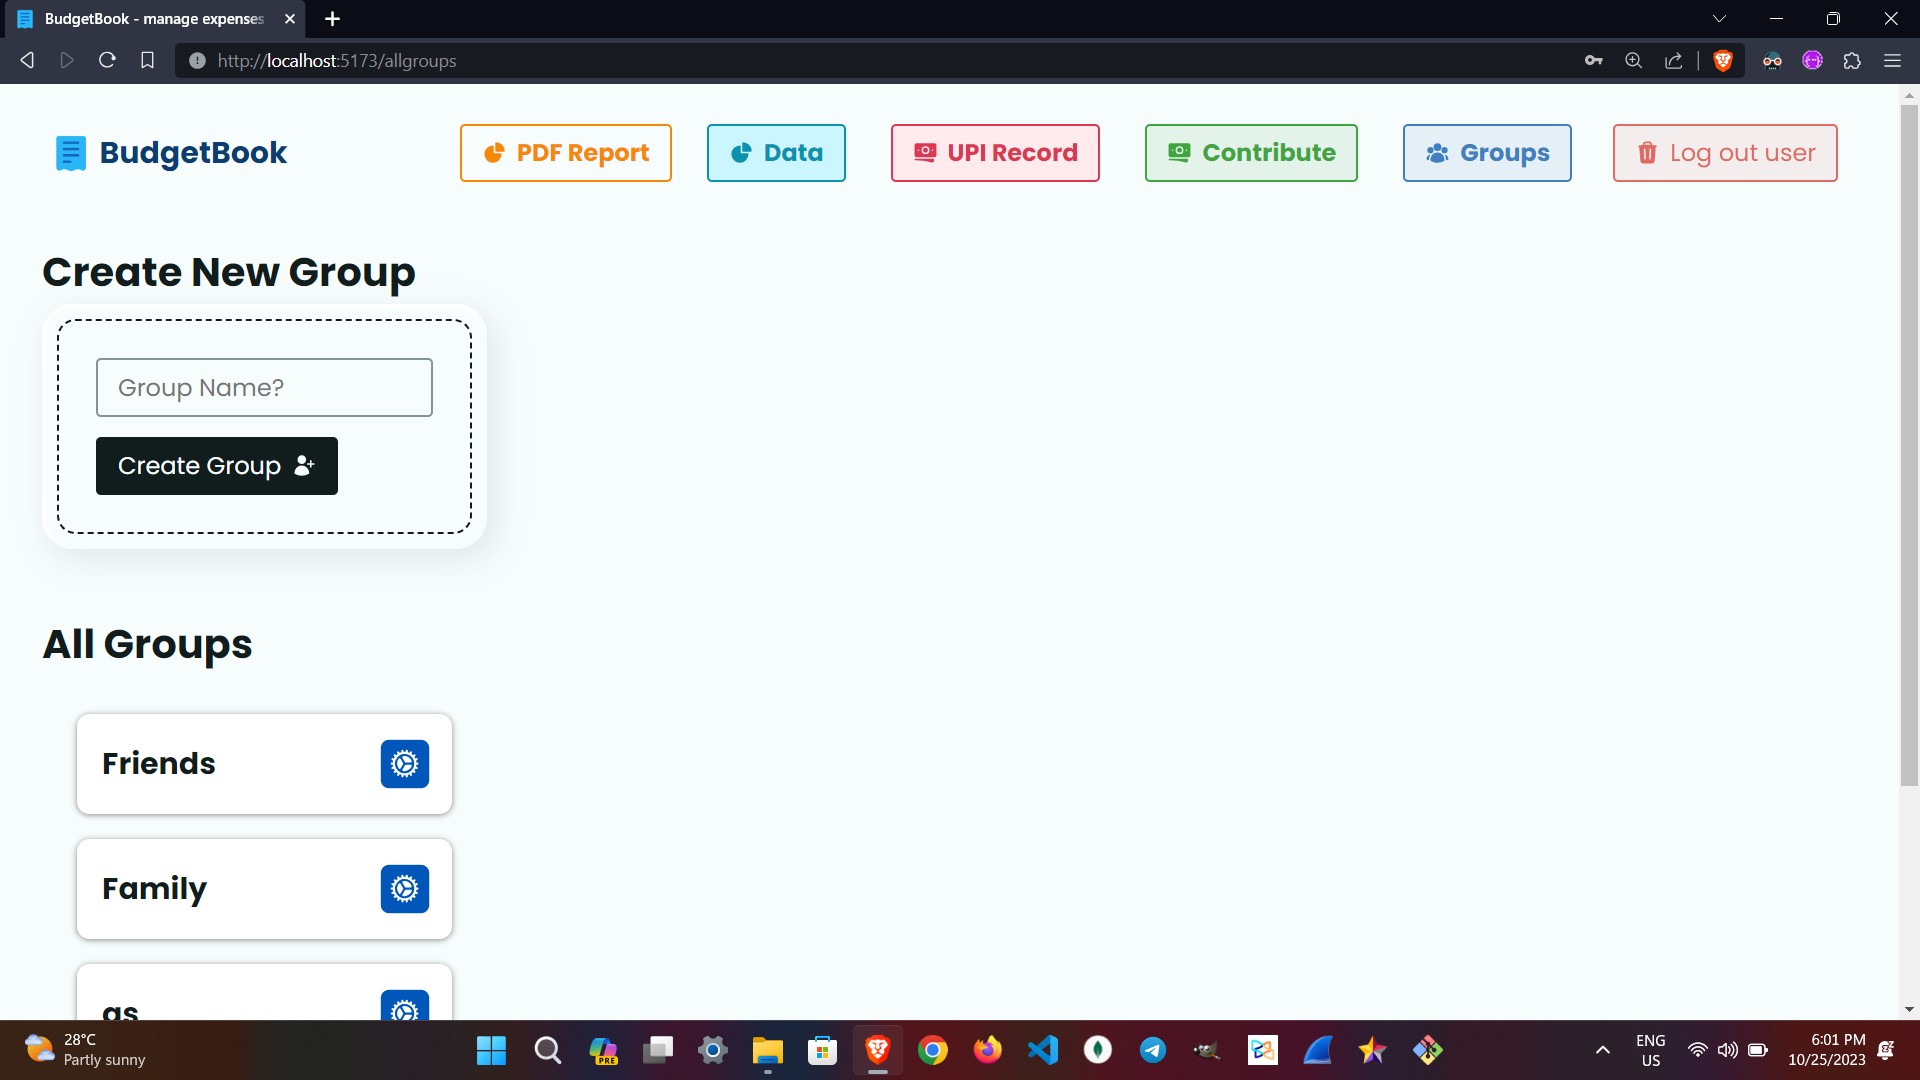 BudgetBook - manage expenses
http://localhost:5173/allgroups
BudgetBook
PDF Report
Data
UPI Record
Contribute
Groups
Log out user
Create New Group
Group Name?
Create Group
All Groups
Friends
Family
as
28°C
Partly sunny
PRE
ENG
US
6:01 PM
10/25/2023